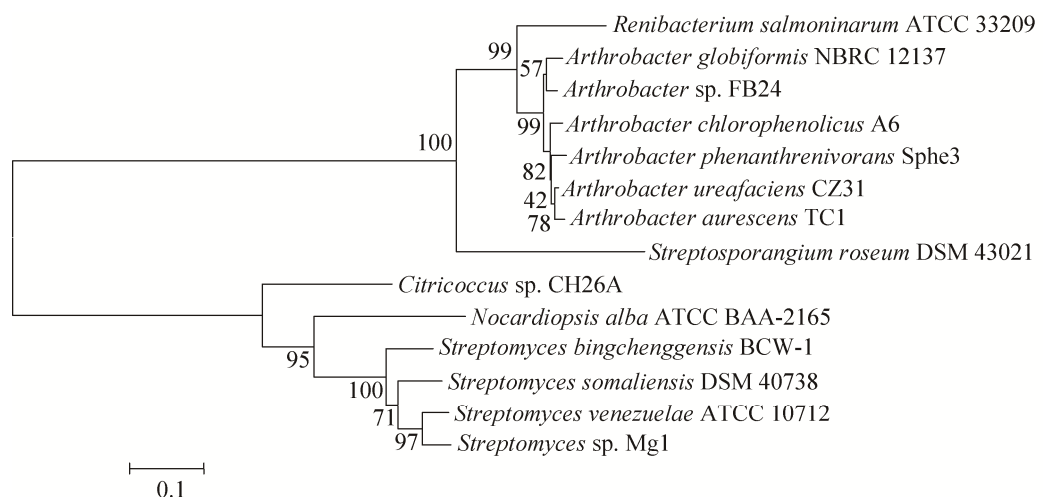 Renibacterium salmoninarum ATCC 33209
99
Arthrobacter globiformis NBRC 12137
57
Arthrobacter sp. FB24
Arthrobacter chlorophenolicus A6
99
100
Arthrobacter phenanthrenivorans Sphe3
82
Arthrobacter ureafaciens CZ31
42
Arthrobacter aurescens TC1
78
Streptosporangium roseum DSM 43021
Citricoccus sp. CH26A
Nocardiopsis alba ATCC BAA-2165
95
Streptomyces bingchenggensis BCW-1
100
Streptomyces somaliensis DSM 40738
71
Streptomyces venezuelae ATCC 10712
97
Streptomyces sp. Mg1
0.1